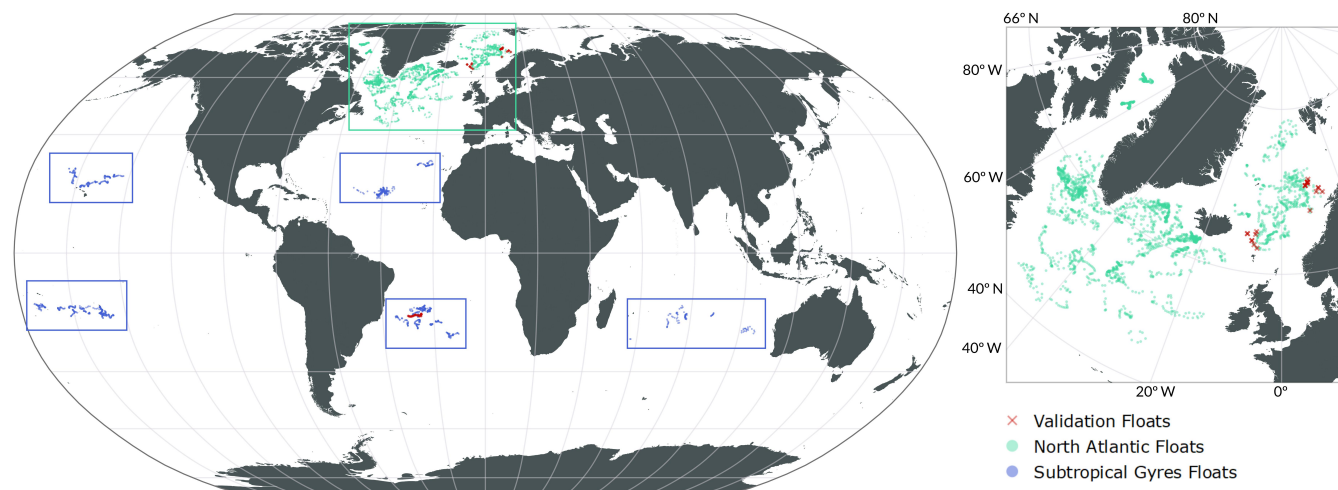 66° N
80° N
80° W
60° W
40° N
40° W
20° W
0°
Validation Floats
North Atlantic Floats
Subtropical Gyres Floats